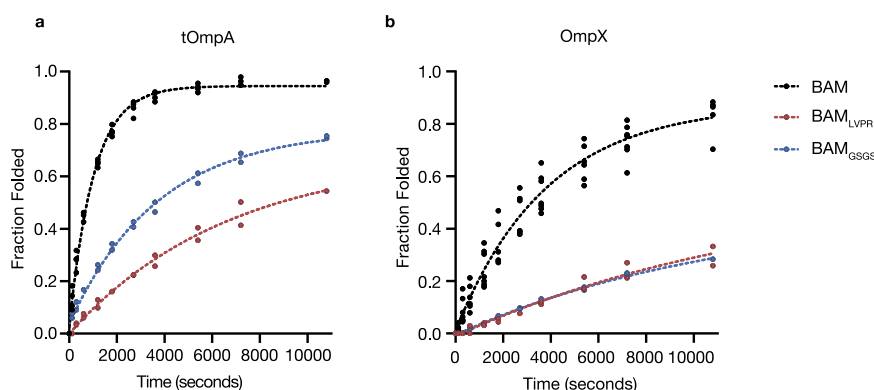 a
tOmpA
Fraction Folded
1.0
0.8
0.6
0.4
0.2
0.0
0 2000 4000 6000 8000 10000
Time (seconds)
b
OmpX
Fraction Folded
1.0
0.8
0.6
0.4
0.2
0.0
0 2000 4000 6000 8000 10000
Time (seconds)
BAM
BAMLVPR
BAMGSGS